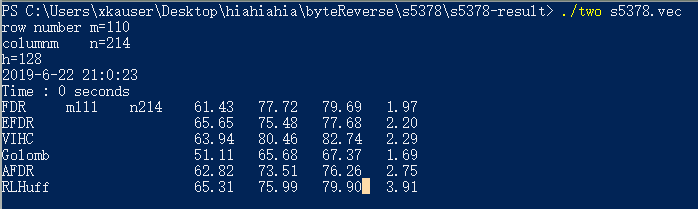 PS C:\Users\xkauser\Desktop\hiahiahia\byteReverse\s5378\s5378-result> ./two s5378.vec
row number m=110
columnm    n=214
h=128
2019-6-22 21:0:23
Time : 0 seconds
FDR     m111    n214    61.43   77.72   79.69   1.97
EFDR                    65.65   75.48   77.68   2.20
VIHC                    63.94   80.46   82.74   2.29
Golomb                  51.11   65.68   67.37   1.69
AFDR                    62.82   73.51   76.26   2.75
RLHuff                  65.31   75.99   79.90   3.91